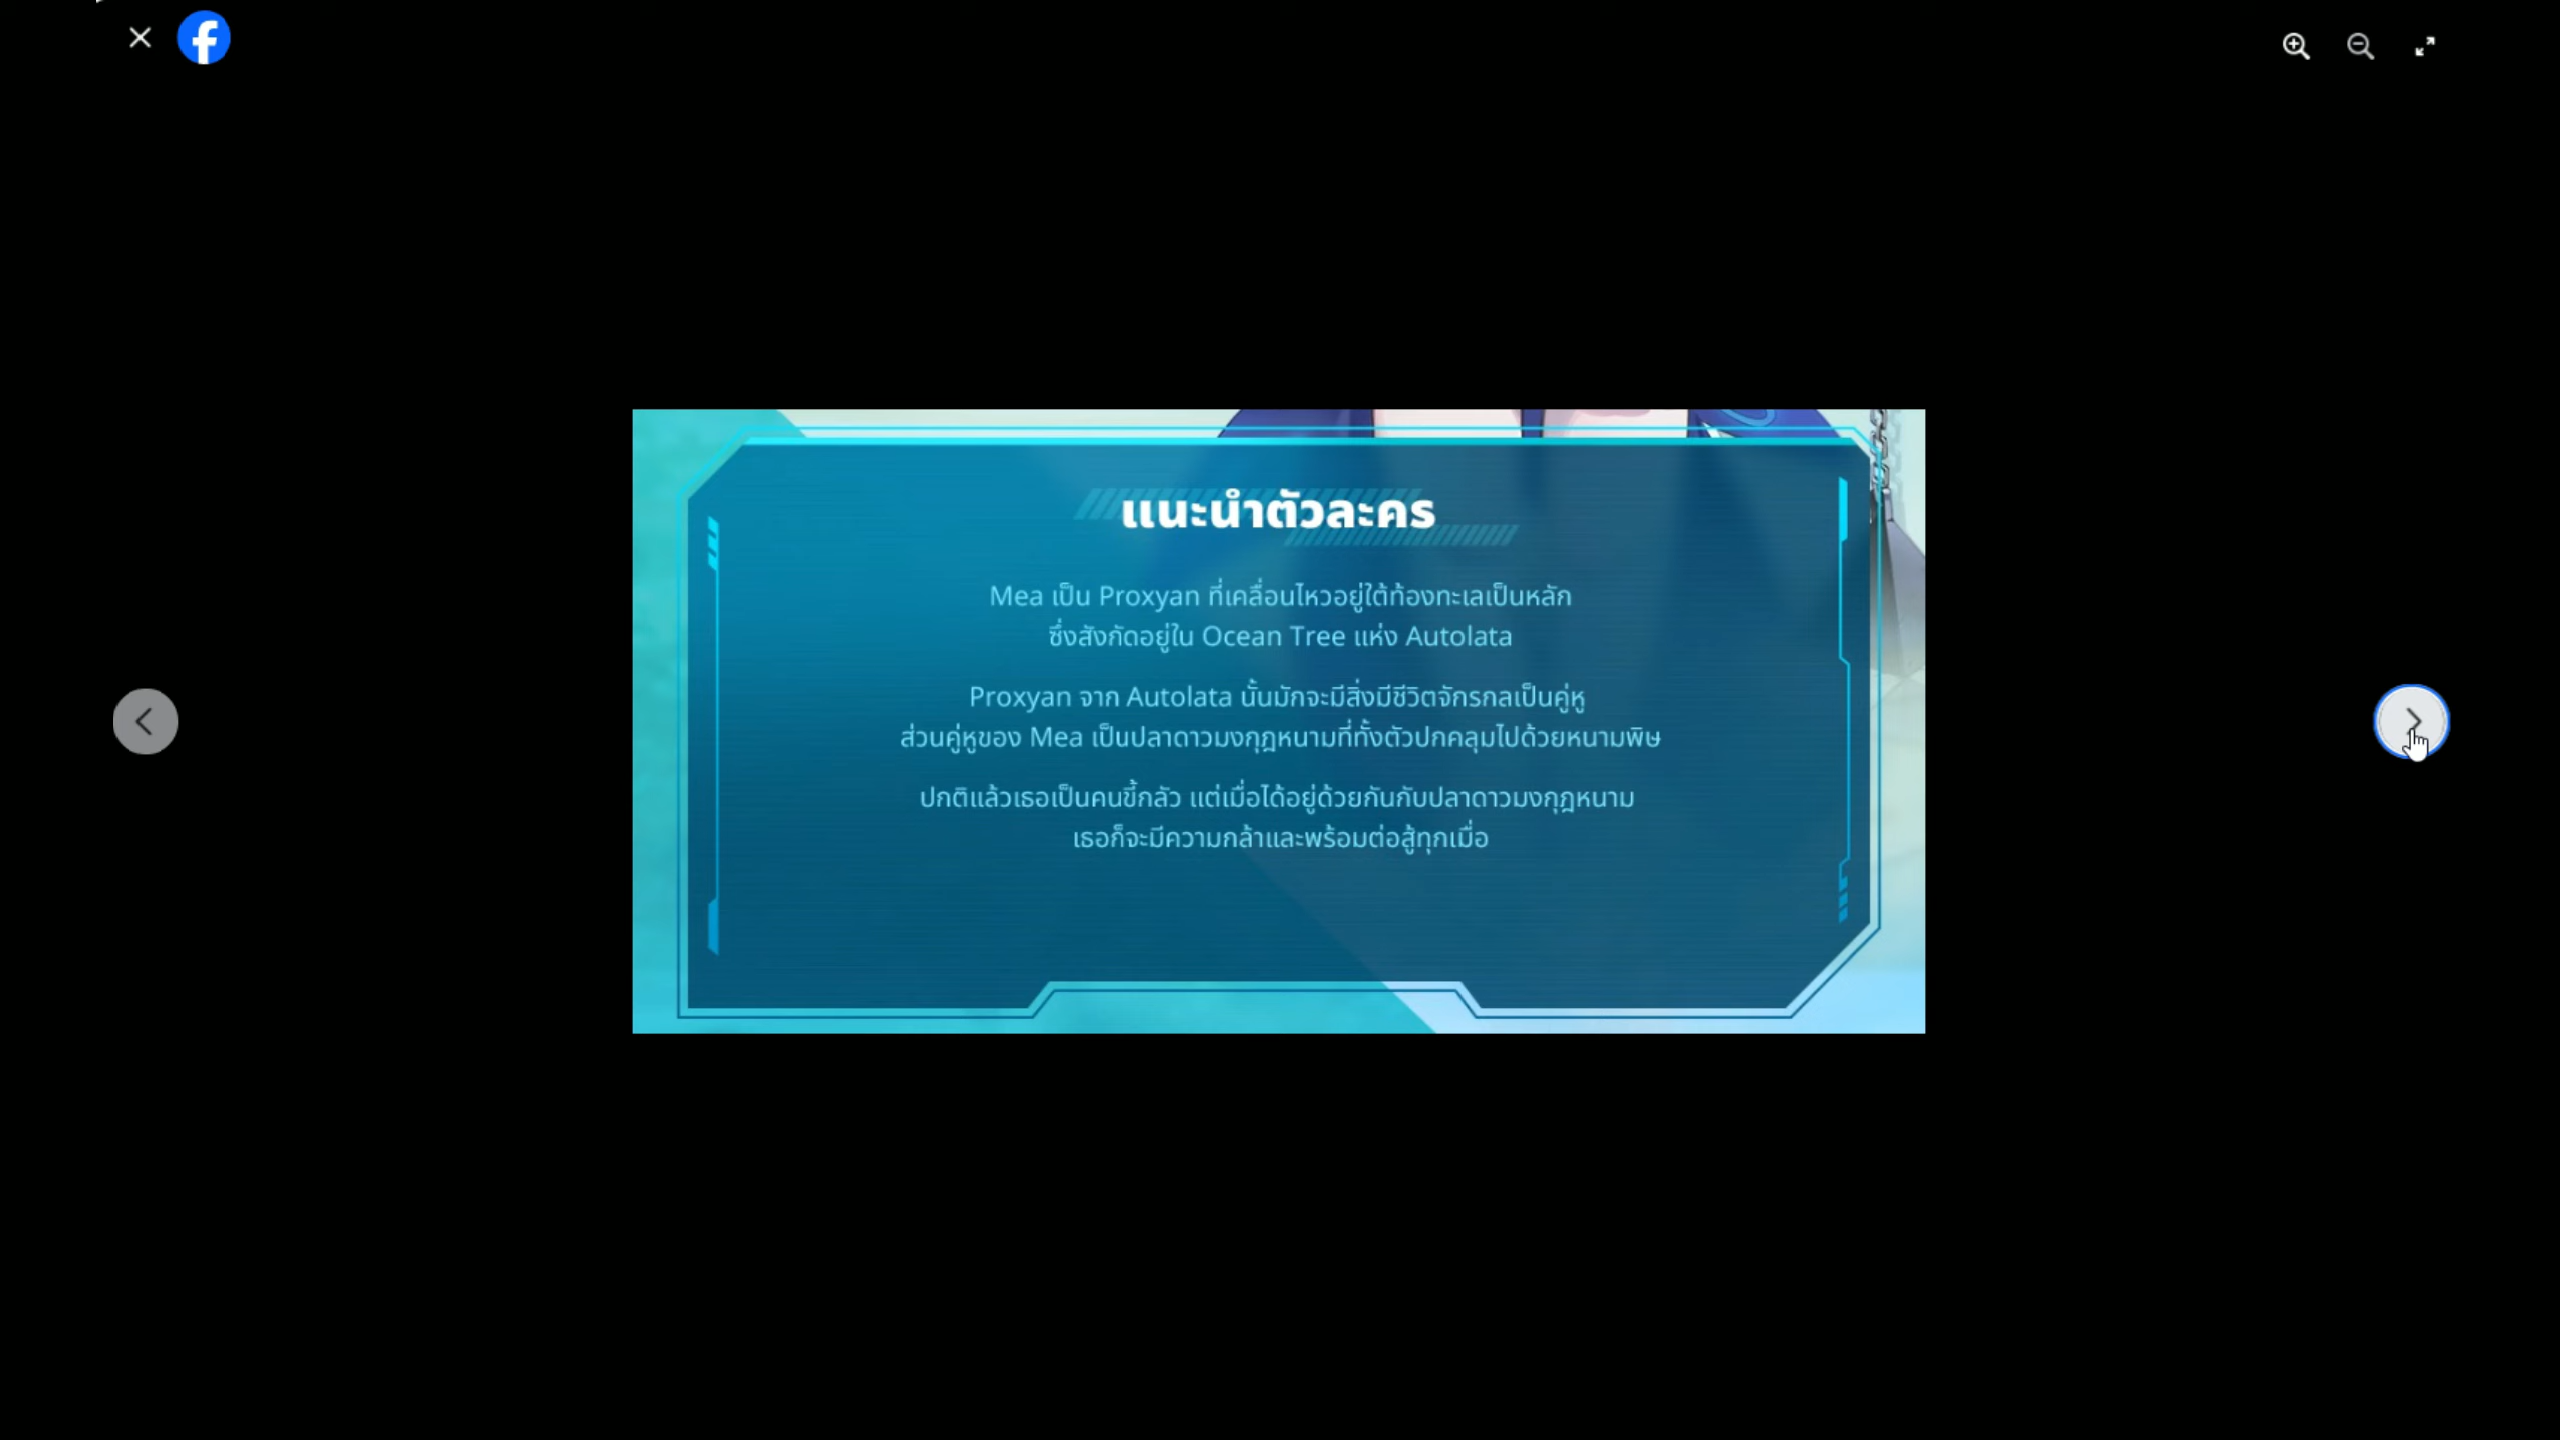 แนะนำตัวละคร
Mea เป็น Proxyan ที่เคลื่อนไหวอยู่ใต้ท้องทะเลเป็นหลัก
ซึ่งสังกัดอยู่ใน Ocean Tree แห่ง Autolata
Proxyan จาก Autolata นั้นมักจะมีสิ่งมีชีวิตจักรกลเป็นคู่หู
ส่วนคู่หูของ Mea เป็นปลาดาวมงกุฎหนามที่ทั้งตัวปกคลุมไปด้วยหนามพิษ
ปกติแล้วเธอเป็นคนขี้กลัว แต่เมื่อได้อยู่ด้วยกันกับปลาดาวมงกุฎหนาม
เธอก็จะมีความกล้าและพร้อมต่อสู้ทุกเมื่อ